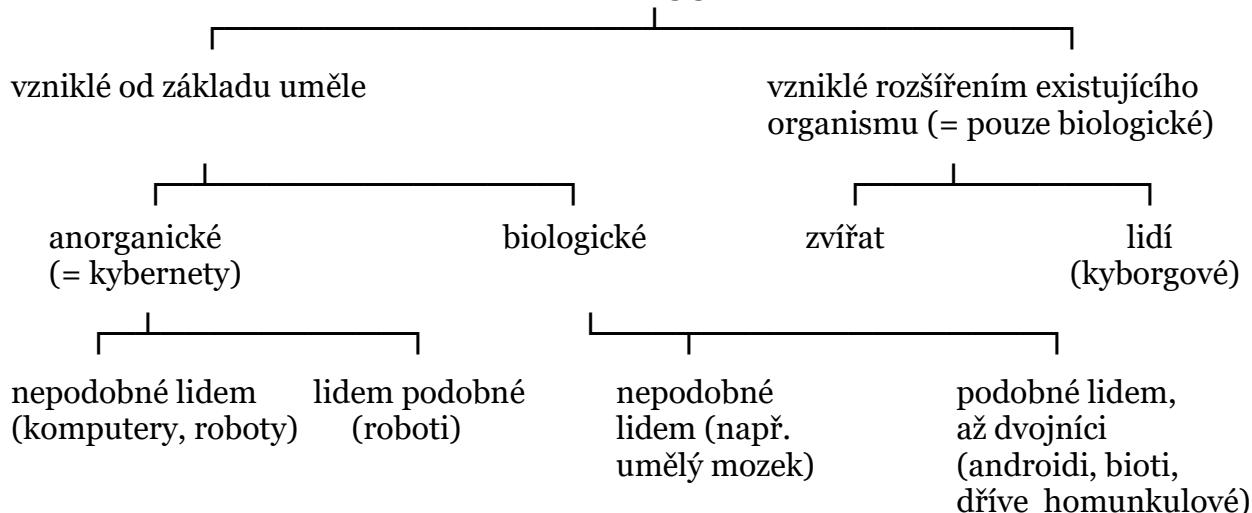 vzniklé od základu uměle
vzniklé rozšířením existujícího
organismu (= pouze biologické)
anorganické
(= kybernety)
biologické
zvířat
lidí
(kyborgové)
nepodobné lidem
(komputery, roboty)
lidem podobné
(roboti)
nepodobné
lidem (např.
umělý mozek)
podobné lidem,
až dvojníci
(androidi, bioti,
dříve homunkulové)